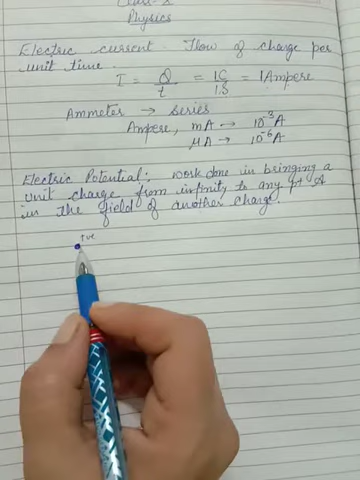 Class-X
Physics
Electric current. Flow of charge per
unit time.
I = Q/t = 1C/1S = 1Ampere
Ammeter → series
Ampere, mA → 10⁻³A
μA → 10⁻⁶A
Electric Potential; work done in bringing a
unit charge from infinity to any pt A
in the field of another charge.
+ve